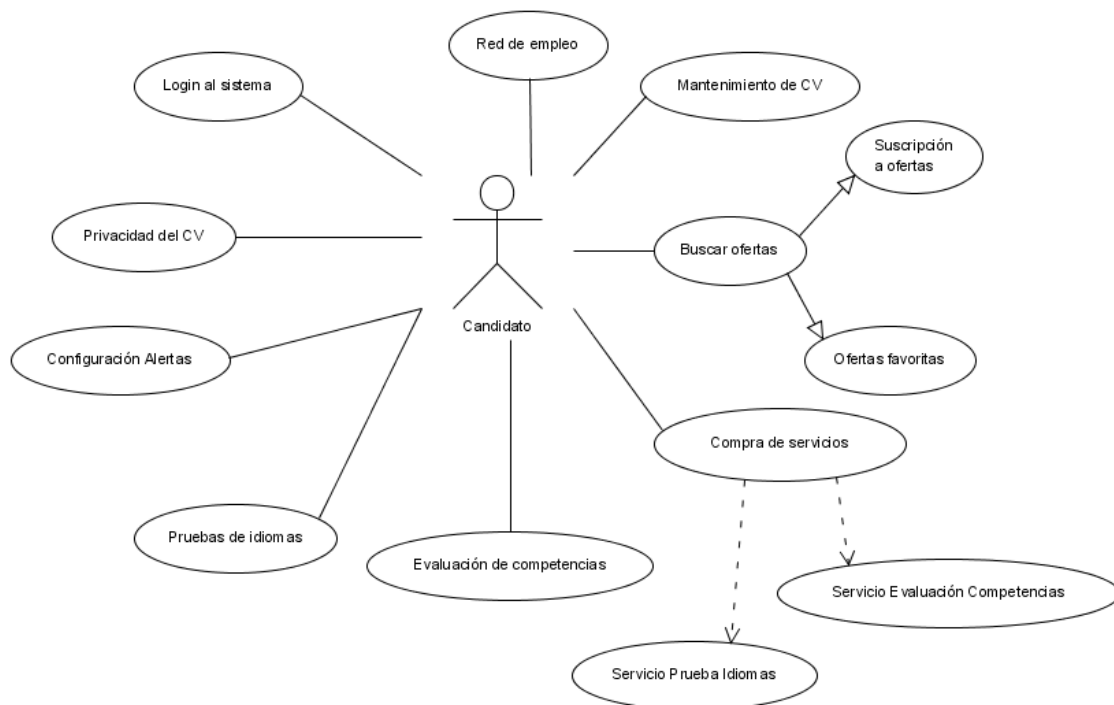 Red de empleo
Login al sistema
Mantenimiento de CV
Suscripción
a ofertas
Privacidad del CV
Buscar ofertas
Candidato
Configuración Alertas
Ofertas favoritas
Compra de servicios
Pruebas de idiomas
Evaluación de competencias
Servicio Evaluación Competencias
Servicio Prueba Idiomas